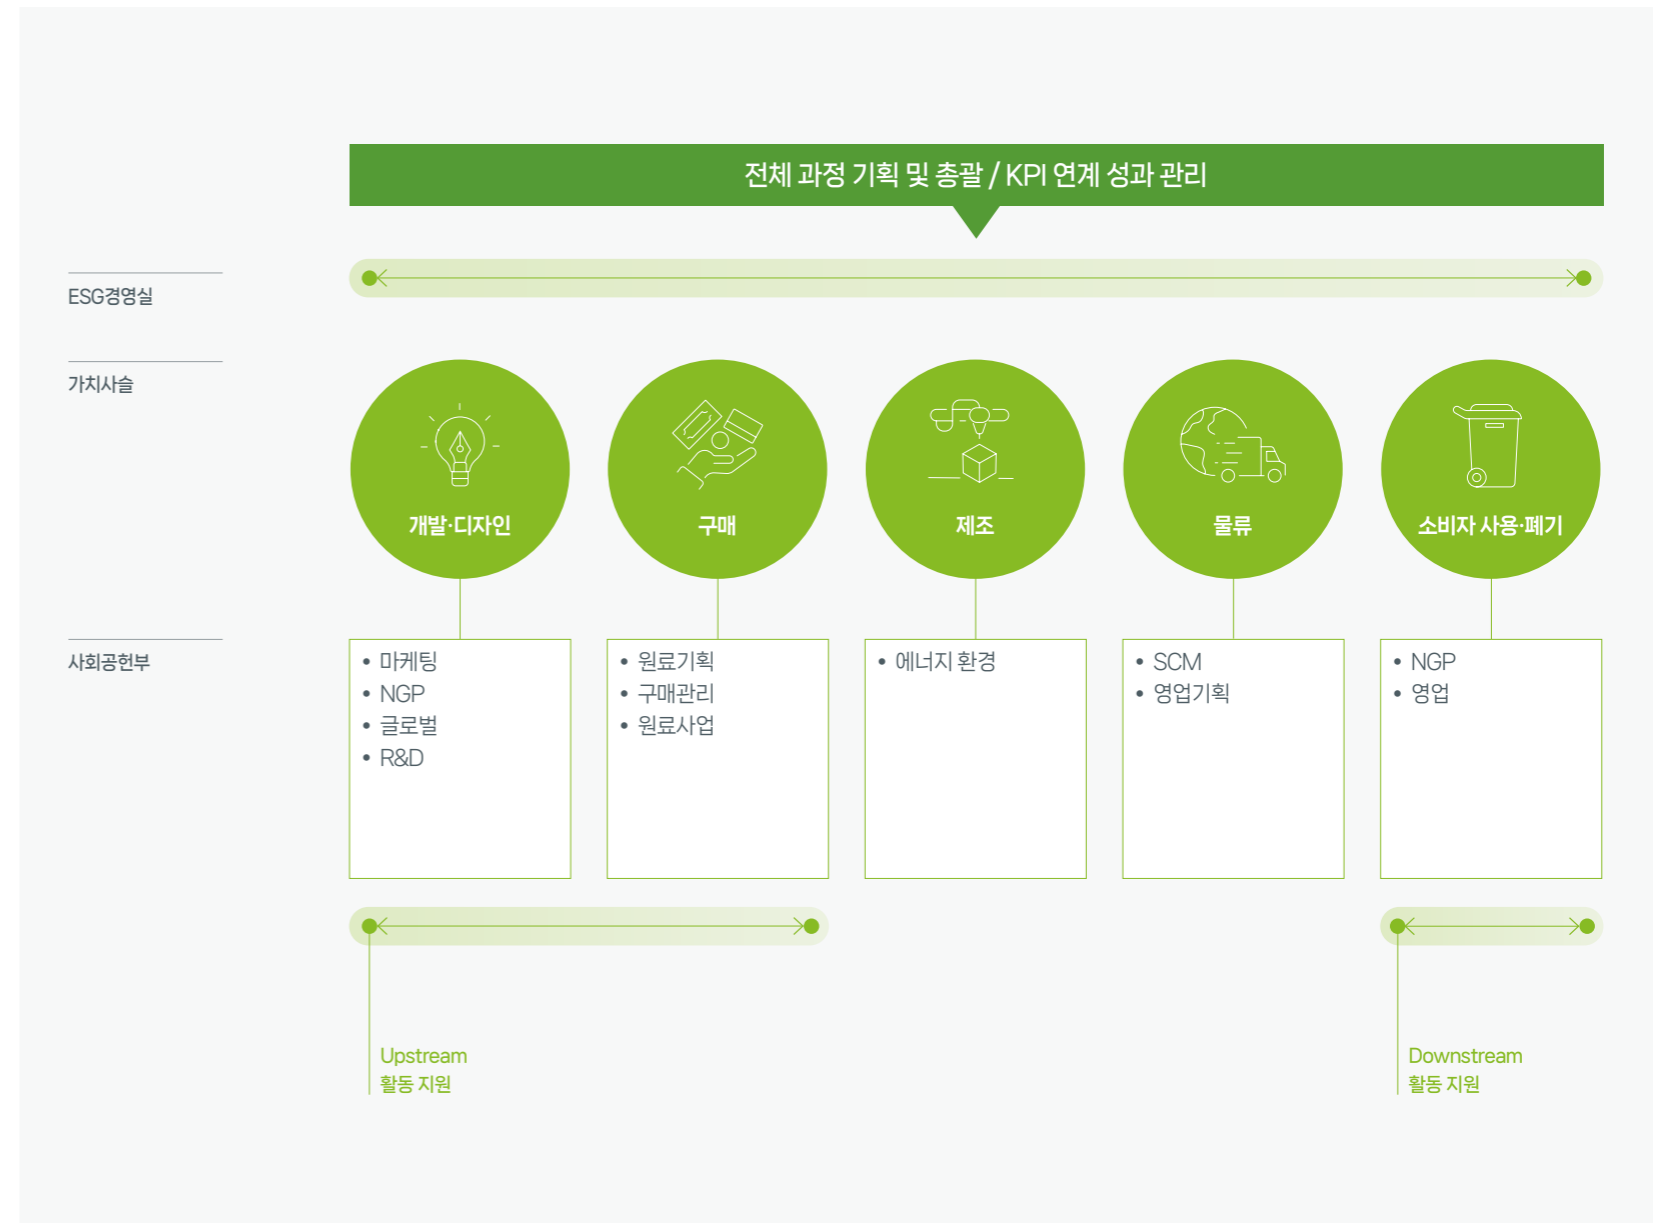 전체 과정 기획 및 총괄 / KPI 연계 성과 관리
ESG경영실
가치사슬
개발·디자인
구매
제조
물류
소비자 사용·폐기
사회공헌부
• 마케팅
• NGP
• 글로벌
• R&D
• 원료기획
• 구매관리
• 원료사업
• 에너지 환경
• SCM
• 영업기획
• NGP
• 영업
Upstream
활동 지원
Downstream
활동 지원